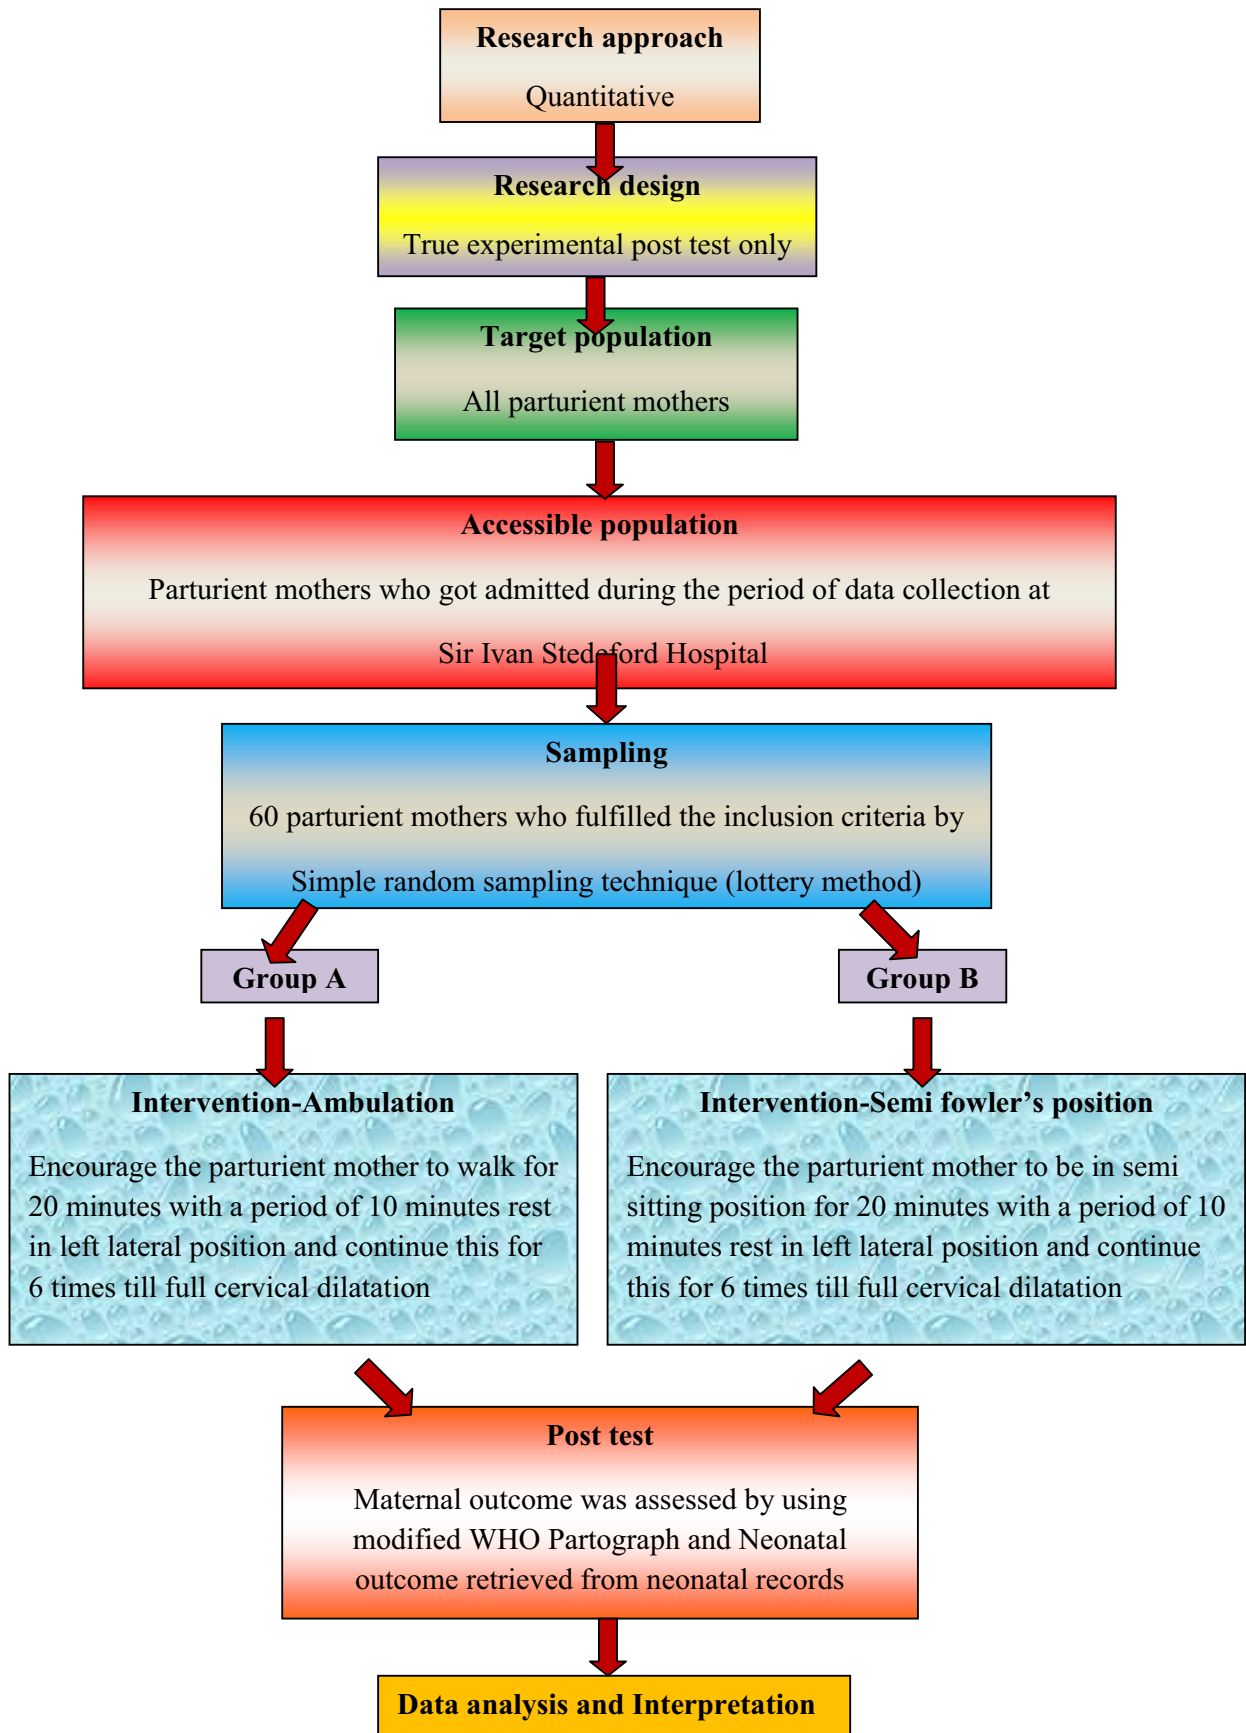 Research approach
Quantitative
Research design
True experimental post test only
Target population
All parturient mothers
Accessible population
Parturient mothers who got admitted during the period of data collection at
Sir Ivan Stedeford Hospital
Sampling
60 parturient mothers who fulfilled the inclusion criteria by
Simple random sampling technique (lottery method)
Group A
Group B
Intervention-Ambulation
Encourage the parturient mother to walk for
20 minutes with a period of 10 minutes rest
in left lateral position and continue this for
6 times till full cervical dilatation
Intervention-Semi fowler’s position
Encourage the parturient mother to be in semi
sitting position for 20 minutes with a period of 10
minutes rest in left lateral position and continue
this for 6 times till full cervical dilatation
Post test
Maternal outcome was assessed by using
modified WHO Partograph and Neonatal
outcome retrieved from neonatal records
Data analysis and Interpretation